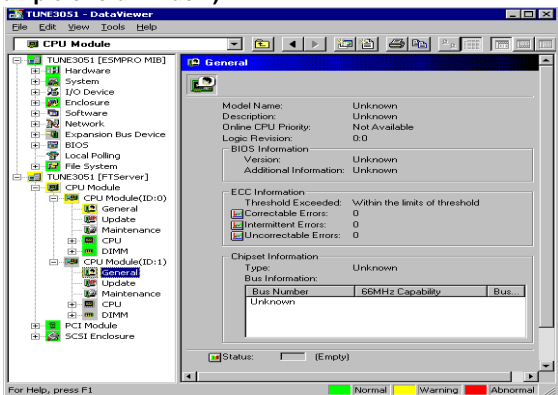 TUNE3051 - DataViewer
File Edit View Tools Help
CPU Module
TUNE3051 [ESMPRO MIB]
Hardware
System
I/O Device
Enclosure
Software
Network
Expansion Bus Device
BIOS
Local Polling
File System
TUNE3051 [FTServer]
CPU Module
CPU Module(ID:0)
General
Update
Maintenance
CPU
DIMM
CPU Module(ID:1)
General
Update
Maintenance
CPU
DIMM
PCI Module
SCSI Enclosure
General
Model Name: Unknown
Description: Unknown
Online CPU Priority: Not Available
Logic Revision: 0:0
BIOS Information
Version: Unknown
Additional Information: Unknown
ECC Information
Threshold Exceeded: Within the limits of threshold
Correctable Errors: 0
Intermittent Errors: 0
Uncorrectable Errors: 0
Chipset Information
Type: Unknown
Bus Information:
Bus Number 66MHz Capability Bus...
Unknown
Status: (Empty)
For Help, press F1 Normal Warning Abnormal